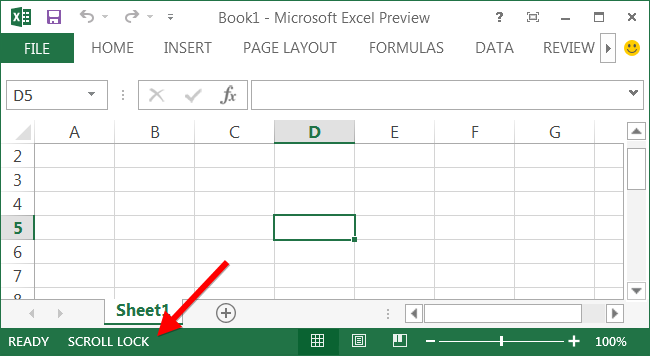 Book1 - Microsoft Excel Preview
FILE HOME INSERT PAGE LAYOUT FORMULAS DATA REVIEW
D5 fx
A B C D E F G
2
3
4
5
6
7
8
Sheet1
READY SCROLL LOCK 100%